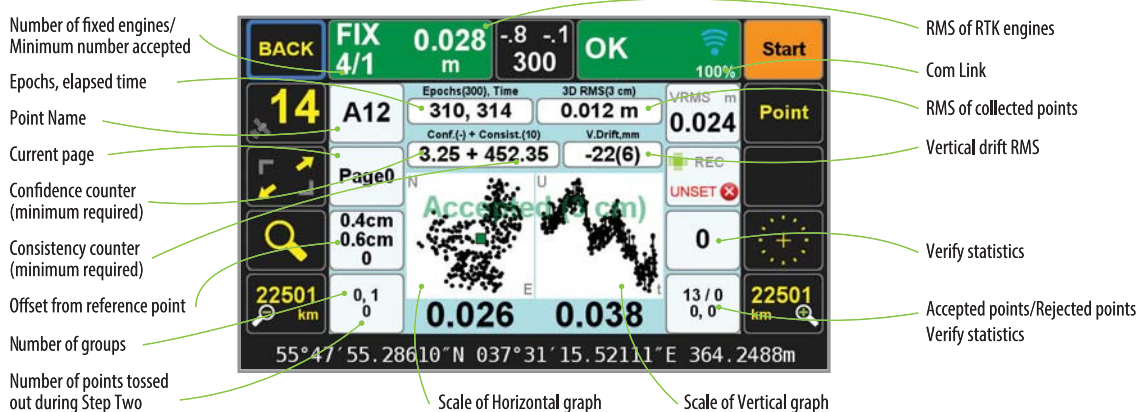 Number of fixed engines/
Minimum number accepted
Epochs, elapsed time
Point Name
Current page
Confidence counter
(minimum required)
Consistency counter
(minimum required)
Offset from reference point
Number of groups
Number of points tossed
out during Step Two
BACK
FIX 0.028
4/1 m
-.8 -.1
300
OK
100%
Start
14
A12
Epochs(300), Time
310, 314
3D RMS(3 cm)
0.012 m
VRMS m
0.024
Point
Conf.(-) + Consist.(10)
3.25 + 452.35
V.Drift,mm
-22(6)
Page0
REC
UNSET
N
U
Accepted (3 cm)
E
t
0.4cm
0.6cm
0
0
22501
km
0, 1
0
0.026
0.038
13 / 0
0, 0
22501
km
55°47′55.28610″N 037°31′15.52111″E 364.2488m
Scale of Horizontal graph
Scale of Vertical graph
RMS of RTK engines
Com Link
RMS of collected points
Vertical drift RMS
Verify statistics
Accepted points/Rejected points
Verify statistics